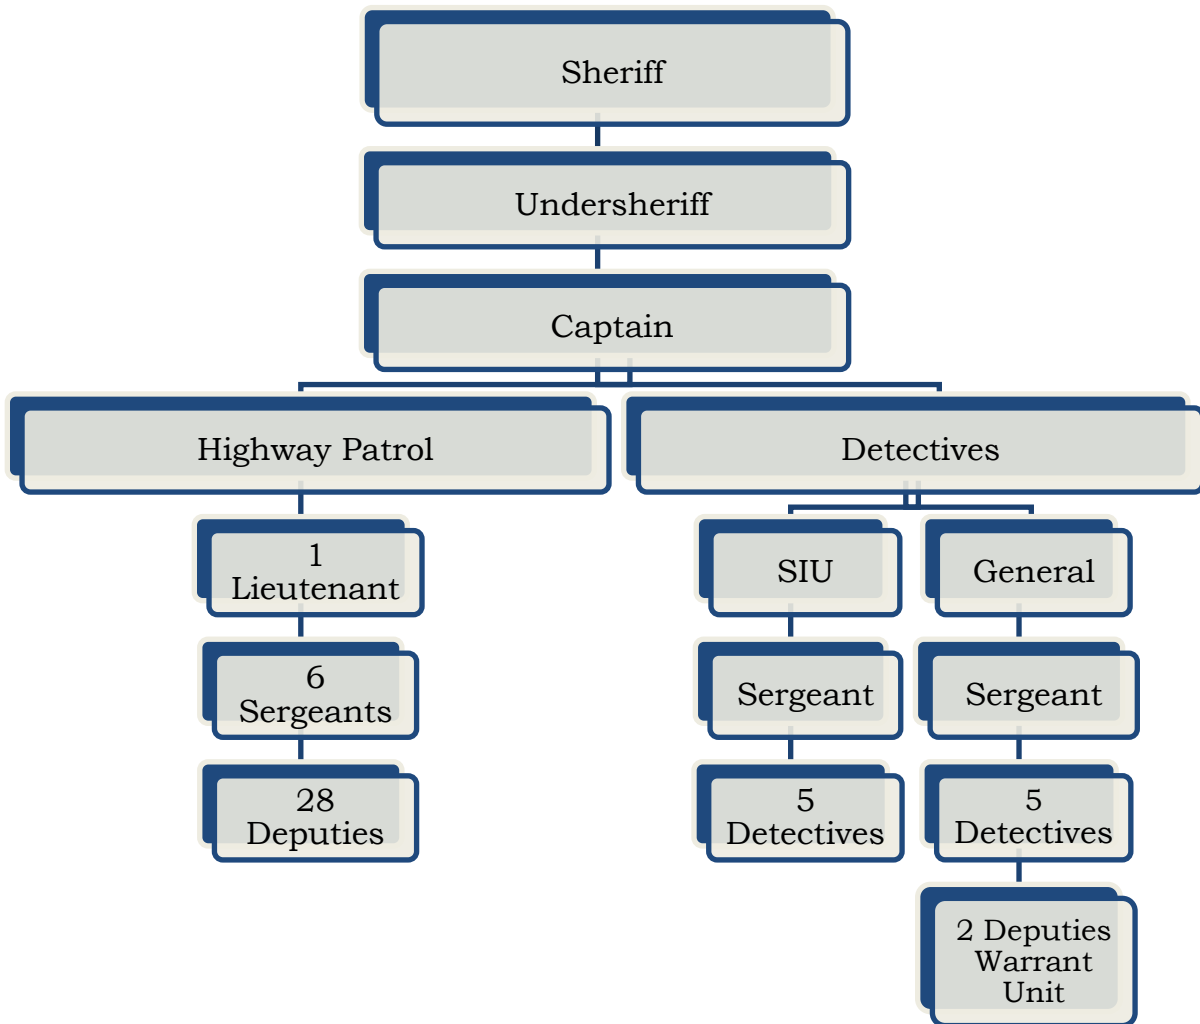 Sheriff
Undersheriff
Captain
Highway Patrol
Detectives
1
Lieutenant
6
Sergeants
28
Deputies
SIU
Sergeant
5
Detectives
General
Sergeant
5
Detectives
2 Deputies
Warrant
Unit